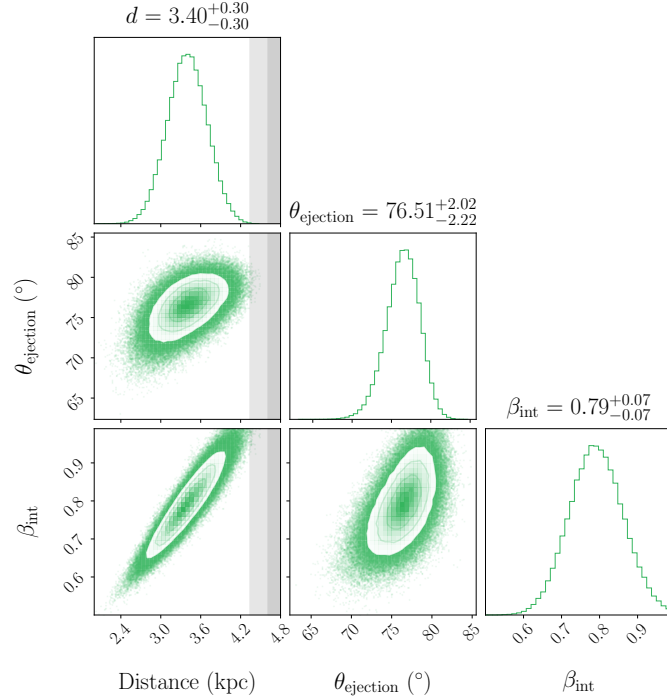 d = 3.40^{+0.30}_{-0.30}
θ_ejection = 76.51^{+2.02}_{-2.22}
85
80
75
70
65
θ_ejection (°)
β_int = 0.79^{+0.07}_{-0.07}
0.9
0.8
0.7
0.6
β_int
2.4 3.0 3.6 4.2 4.8 65 70 75 80 85 0.6 0.7 0.8 0.9
Distance (kpc) θ_ejection (°) β_int